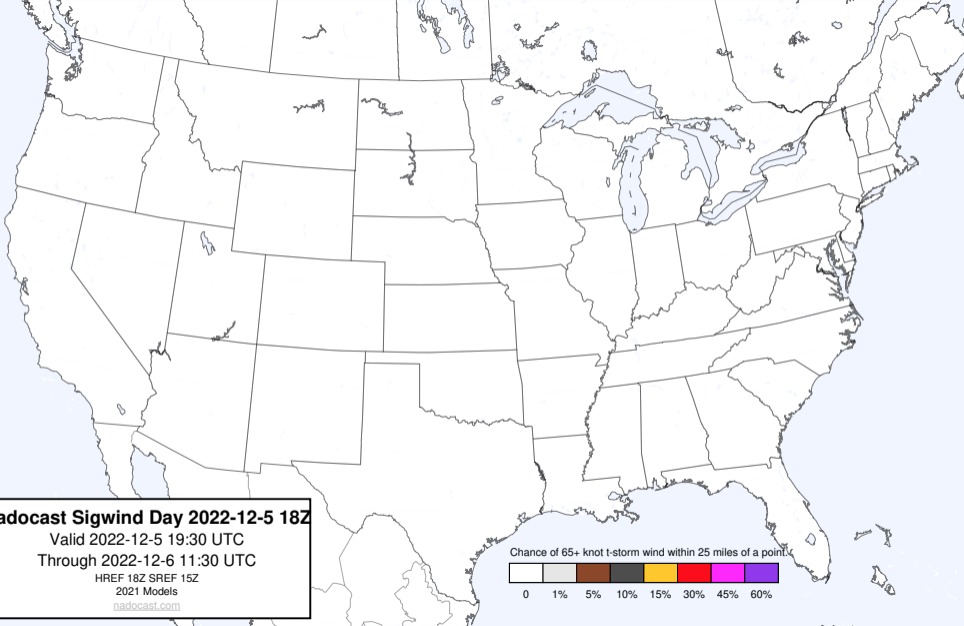 adocast Sigwind Day 2022-12-5 18Z
Valid 2022-12-5 19:30 UTC
Through 2022-12-6 11:30 UTC
HREF 18Z SREF 15Z
2021 Models
nadocast.com
Chance of 65+ knot t-storm wind within 25 miles of a point.
0 1% 5% 10% 15% 30% 45% 60%